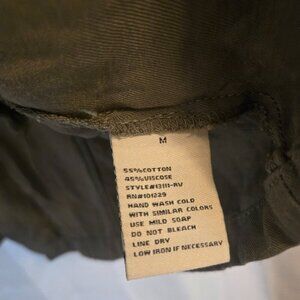 M
55%COTTON
45%VISCOSE
STYLE#13111-RV
RN#101229
HAND WASH COLD
WITH SIMILAR COLORS
USE MILD SOAP
DO NOT BLEACH
LINE DRY
LOW IRON IF NECESSARY